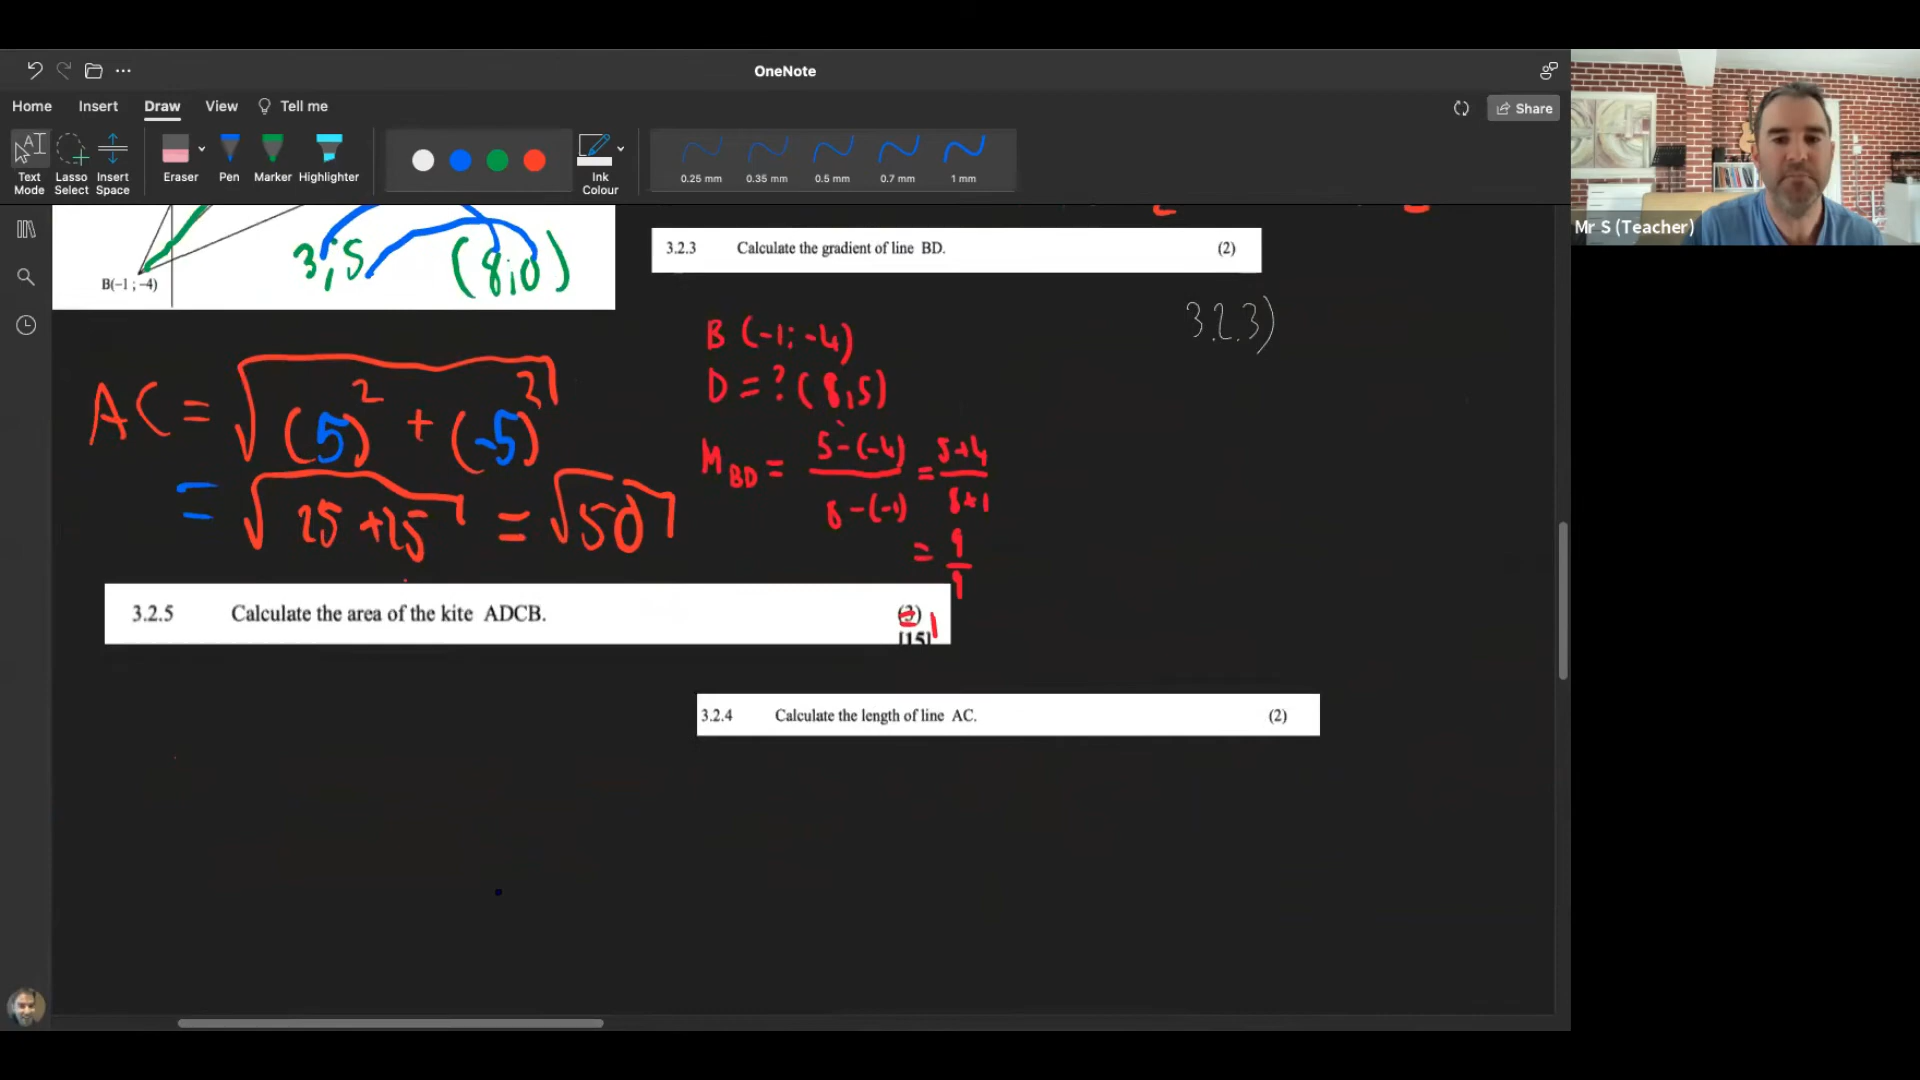 OneNote
Home Insert Draw View Tell me
Share
Text Mode
Lasso Select
Insert Space
Eraser
Pen
Marker
Highlighter
Ink Colour
0.25 mm 0.35 mm 0.5 mm 0.7 mm 1 mm
Mr S (Teacher)
3;5 (8;0)
B(−1 ; −4)
3.2.3 Calculate the gradient of line BD. (2)
3.2.3)
B (-1; -4)
D = ? (8;5)
M BD = 5-(-4) / 8-(-1) = 5+4 / 8+1
= 9/9
AC = √(5)² + (-5)²
= √25+25 = √50
3.2.5 Calculate the area of the kite ADCB. (3)
[15]
1
3.2.4 Calculate the length of line AC. (2)